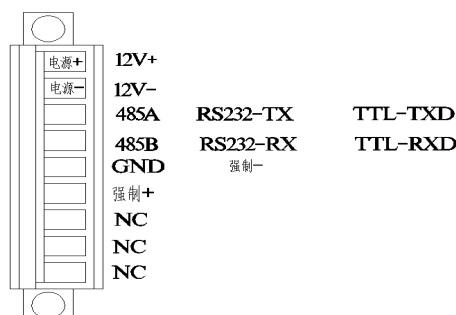 电源+ 12V+
电源- 12V-
485A RS232-TX TTL-TXD
485B RS232-RX TTL-RXD
GND 强制-
强制+
NC
NC
NC